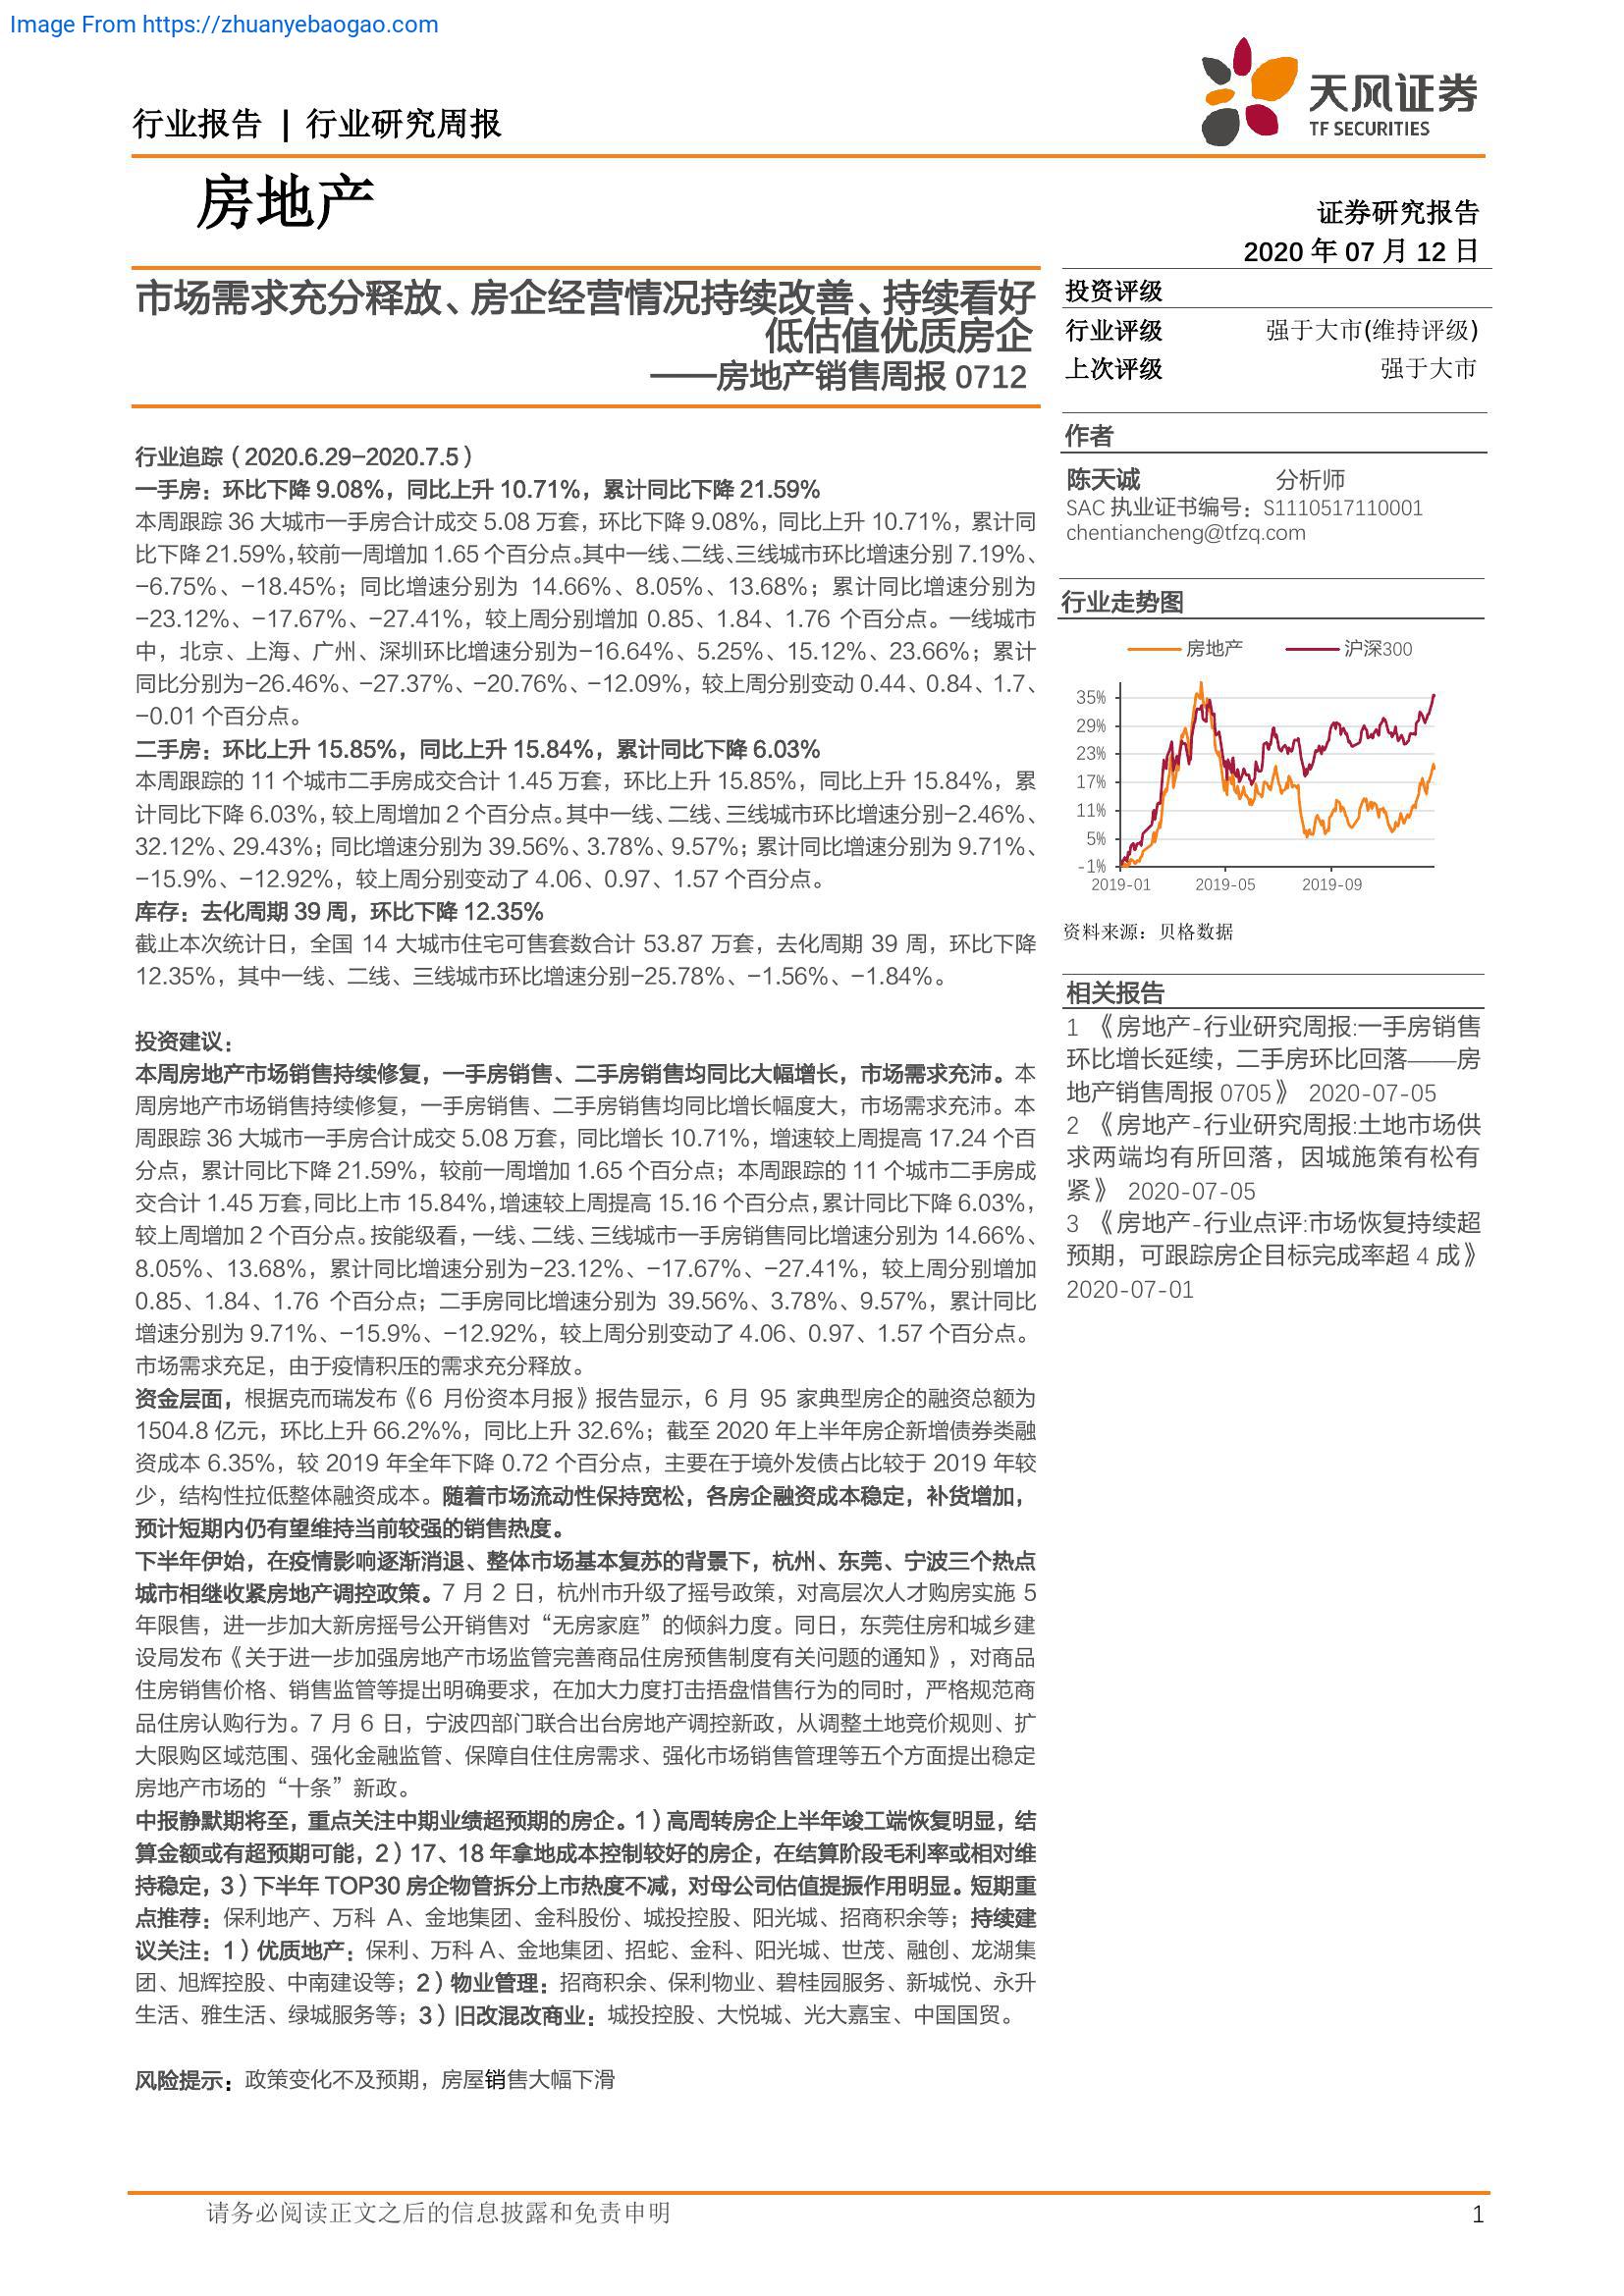 Image From https://zhuanyebaogao.com
行业报告 | 行业研究周报
天风证券
TF SECURITIES
房地产
证券研究报告
2020 年 07 月 12 日
市场需求充分释放、房企经营情况持续改善、持续看好
低估值优质房企
——房地产销售周报 0712
行业追踪（2020.6.29-2020.7.5）
一手房：环比下降 9.08%，同比上升 10.71%，累计同比下降 21.59%
本周跟踪 36 大城市一手房合计成交 5.08 万套，环比下降 9.08%，同比上升 10.71%，累计同
比下降 21.59%，较前一周增加 1.65 个百分点。其中一线、二线、三线城市环比增速分别 7.19%、
-6.75%、-18.45%；同比增速分别为 14.66%、8.05%、13.68%；累计同比增速分别为
-23.12%、-17.67%、-27.41%，较上周分别增加 0.85、1.84、1.76 个百分点。一线城市
中，北京、上海、广州、深圳环比增速分别为-16.64%、5.25%、15.12%、23.66%；累计
同比分别为-26.46%、-27.37%、-20.76%、-12.09%，较上周分别变动 0.44、0.84、1.7、
-0.01 个百分点。
二手房：环比上升 15.85%，同比上升 15.84%，累计同比下降 6.03%
本周跟踪的 11 个城市二手房成交合计 1.45 万套，环比上升 15.85%，同比上升 15.84%，累
计同比下降 6.03%，较上周增加 2 个百分点。其中一线、二线、三线城市环比增速分别-2.46%、
32.12%、29.43%；同比增速分别为 39.56%、3.78%、9.57%；累计同比增速分别为 9.71%、
-15.9%、-12.92%，较上周分别变动了 4.06、0.97、1.57 个百分点。
库存：去化周期 39 周，环比下降 12.35%
截止本次统计日，全国 14 大城市住宅可售套数合计 53.87 万套，去化周期 39 周，环比下降
12.35%，其中一线、二线、三线城市环比增速分别-25.78%、-1.56%、-1.84%。
投资建议：
本周房地产市场销售持续修复，一手房销售、二手房销售均同比大幅增长，市场需求充沛。本
周房地产市场销售持续修复，一手房销售、二手房销售均同比增长幅度大，市场需求充沛。本
周跟踪 36 大城市一手房合计成交 5.08 万套，同比增长 10.71%，增速较上周提高 17.24 个百
分点，累计同比下降 21.59%，较前一周增加 1.65 个百分点；本周跟踪的 11 个城市二手房成
交合计 1.45 万套，同比上市 15.84%，增速较上周提高 15.16 个百分点，累计同比下降 6.03%，
较上周增加 2 个百分点。按能级看，一线、二线、三线城市一手房销售同比增速分别为 14.66%、
8.05%、13.68%，累计同比增速分别为-23.12%、-17.67%、-27.41%，较上周分别增加
0.85、1.84、1.76 个百分点；二手房同比增速分别为 39.56%、3.78%、9.57%，累计同比
增速分别为 9.71%、-15.9%、-12.92%，较上周分别变动了 4.06、0.97、1.57 个百分点。
市场需求充足，由于疫情积压的需求充分释放。
资金层面，根据克而瑞发布《6 月份资本月报》报告显示，6 月 95 家典型房企的融资总额为
1504.8 亿元，环比上升 66.2%%，同比上升 32.6%；截至 2020 年上半年房企新增债券类融
资成本 6.35%，较 2019 年全年下降 0.72 个百分点，主要在于境外发债占比较于 2019 年较
少，结构性拉低整体融资成本。随着市场流动性保持宽松，各房企融资成本稳定，补货增加，
预计短期内仍有望维持当前较强的销售热度。
下半年伊始，在疫情影响逐渐消退、整体市场基本复苏的背景下，杭州、东莞、宁波三个热点
城市相继收紧房地产调控政策。7 月 2 日，杭州市升级了摇号政策，对高层次人才购房实施 5
年限售，进一步加大新房摇号公开销售对“无房家庭”的倾斜力度。同日，东莞住房和城乡建
设局发布《关于进一步加强房地产市场监管完善商品住房预售制度有关问题的通知》，对商品
住房销售价格、销售监管等提出明确要求，在加大力度打击捂盘惜售行为的同时，严格规范商
品住房认购行为。7 月 6 日，宁波四部门联合出台房地产调控新政，从调整土地竞价规则、扩
大限购区域范围、强化金融监管、保障自住住房需求、强化市场销售管理等五个方面提出稳定
房地产市场的“十条”新政。
中报静默期将至，重点关注中期业绩超预期的房企。1）高周转房企上半年竣工端恢复明显，结
算金额或有超预期可能，2）17、18 年拿地成本控制较好的房企，在结算阶段毛利率或相对维
持稳定，3）下半年 TOP30 房企物管拆分上市热度不减，对母公司估值提振作用明显。短期重
点推荐：保利地产、万科 A、金地集团、金科股份、城投控股、阳光城、招商积余等；持续建
议关注：1）优质地产：保利、万科 A、金地集团、招蛇、金科、阳光城、世茂、融创、龙湖集
团、旭辉控股、中南建设等；2）物业管理：招商积余、保利物业、碧桂园服务、新城悦、永升
生活、雅生活、绿城服务等；3）旧改混改商业：城投控股、大悦城、光大嘉宝、中国国贸。
风险提示：政策变化不及预期，房屋销售大幅下滑
投资评级
行业评级 强于大市(维持评级)
上次评级 强于大市
作者
陈天诚 分析师
SAC 执业证书编号：S1110517110001
chentiancheng@tfzq.com
行业走势图
房地产 沪深300
35%
29%
23%
17%
11%
5%
-1%
2019-01 2019-05 2019-09
资料来源：贝格数据
相关报告
1 《房地产-行业研究周报:一手房销售
环比增长延续，二手房环比回落——房
地产销售周报 0705》 2020-07-05
2 《房地产-行业研究周报:土地市场供
求两端均有所回落，因城施策有松有
紧》 2020-07-05
3 《房地产-行业点评:市场恢复持续超
预期，可跟踪房企目标完成率超 4 成》
2020-07-01
请务必阅读正文之后的信息披露和免责申明 1